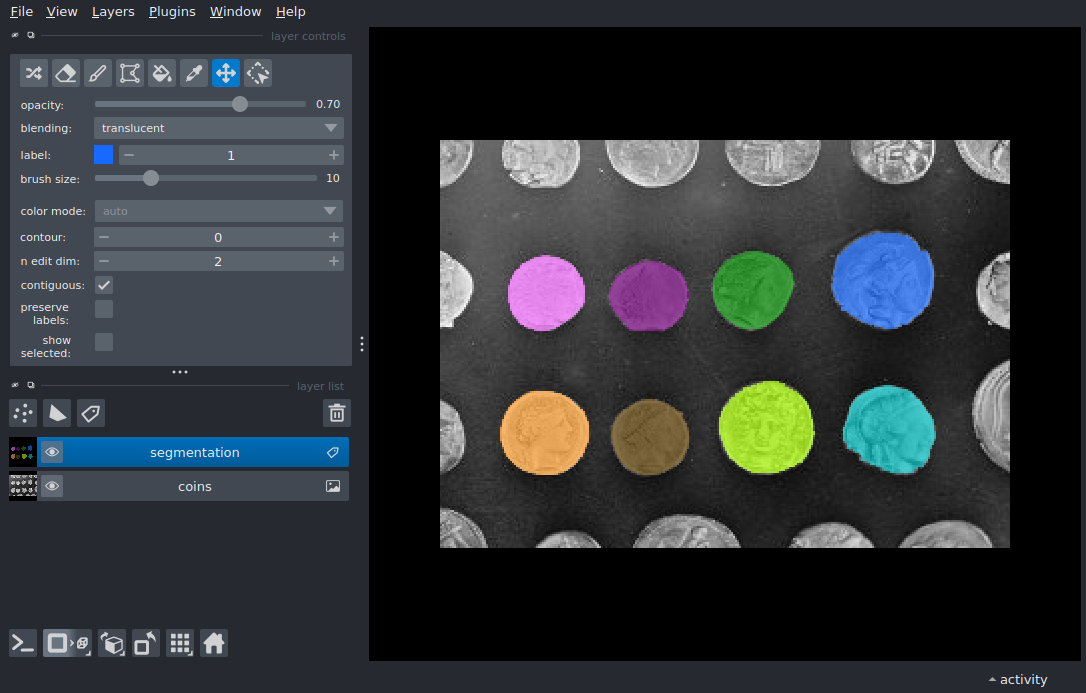 File View Layers Plugins Window Help
layer controls
opacity: 0.70
blending: translucent
label: 1
brush size: 10
color mode: auto
contour: 0
n edit dim: 2
contiguous:
preserve
labels:
show
selected:
layer list
segmentation
coins
activity